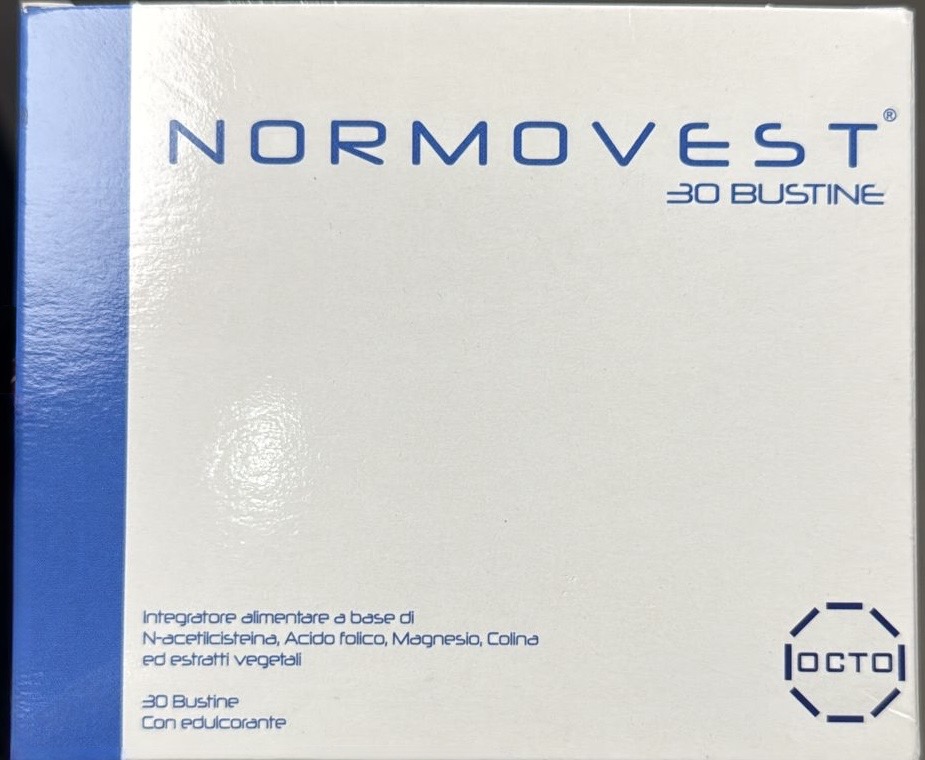 NORMOVEST®
30 BUSTINE
Integratore alimentare a base di
N-acetilcisteina, Acido folico, Magnesio, Colina
ed estratti vegetali
30 Bustine
Con edulcorante
OCTO